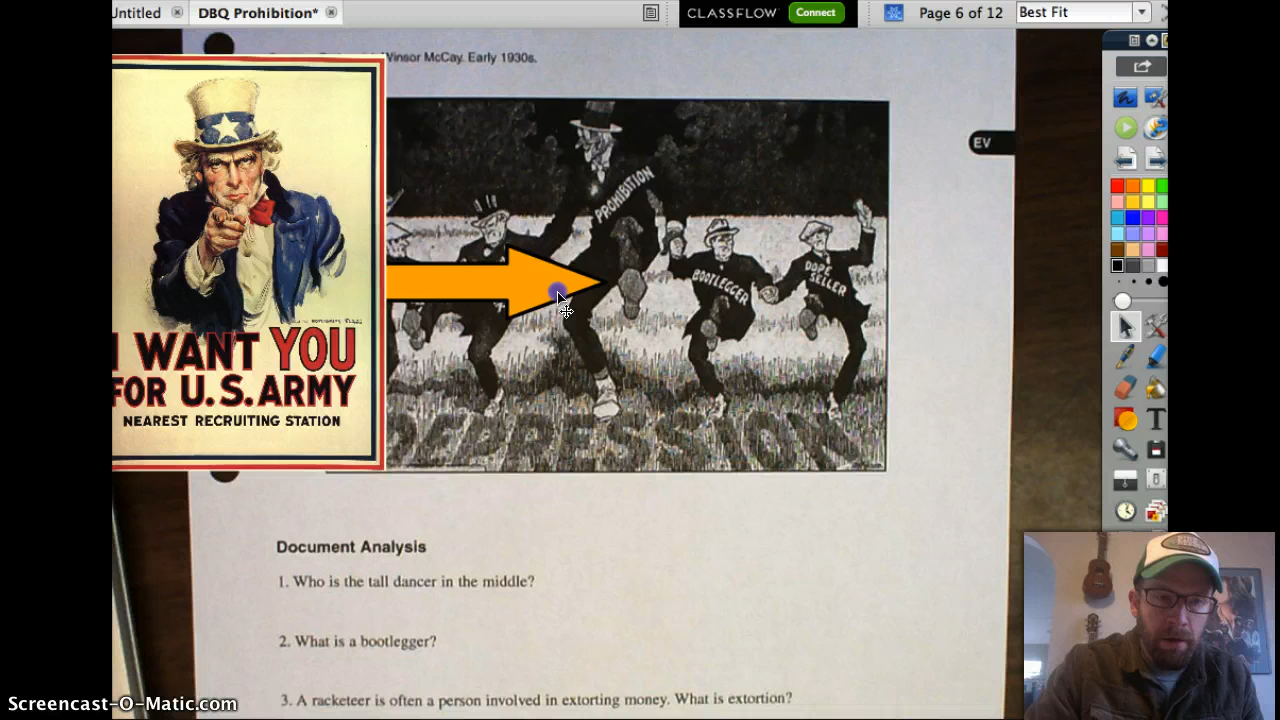 Untitled
DBQ Prohibition*
CLASSFLOW
Connect
Page 6 of 12
Best Fit
Winsor McCay. Early 1930s.
EV
PROHIBITION
BOOTLEGGER
DOPE
SELLER
DEPRESSION
I WANT YOU
FOR U.S. ARMY
NEAREST RECRUITING STATION
Document Analysis
1. Who is the tall dancer in the middle?
2. What is a bootlegger?
3. A racketeer is often a person involved in extorting money. What is extortion?
T
Screencast-O-Matic.com